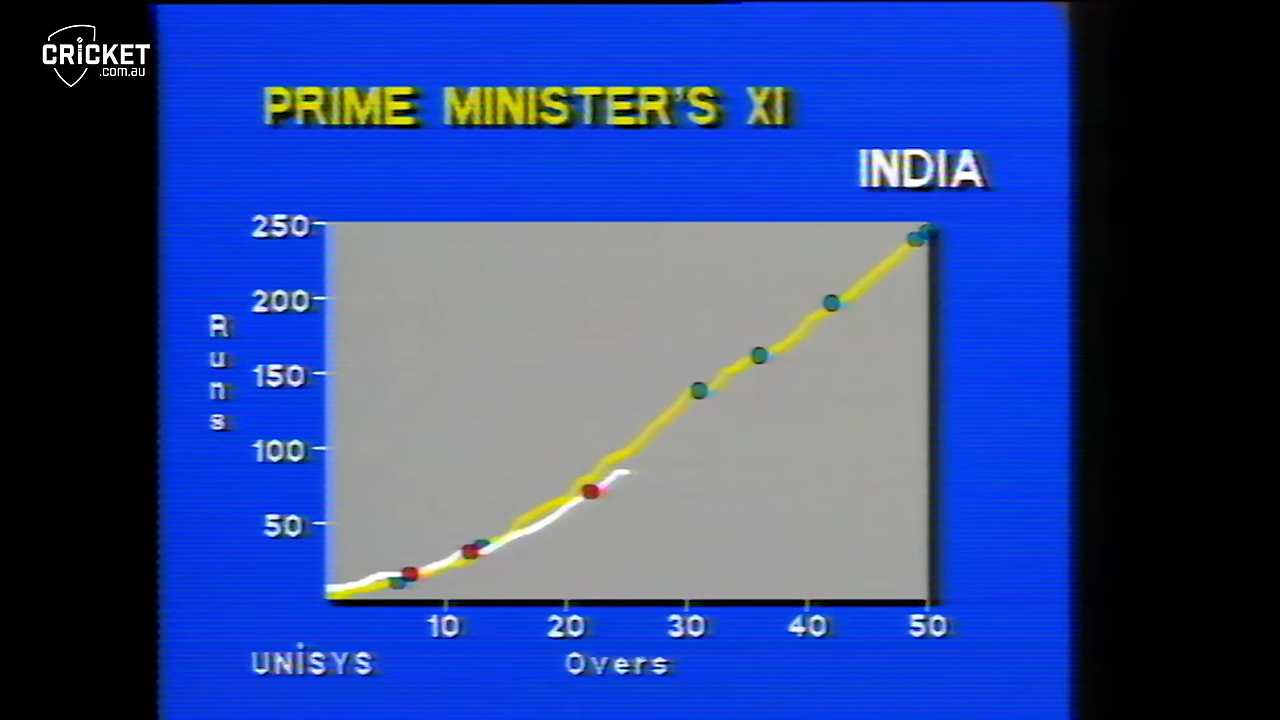 CRICKET
.com.au
PRIME MINISTER'S XI
INDIA
250
200
150
100
50
Runs
10 20 30 40 50
UNiSYS Overs